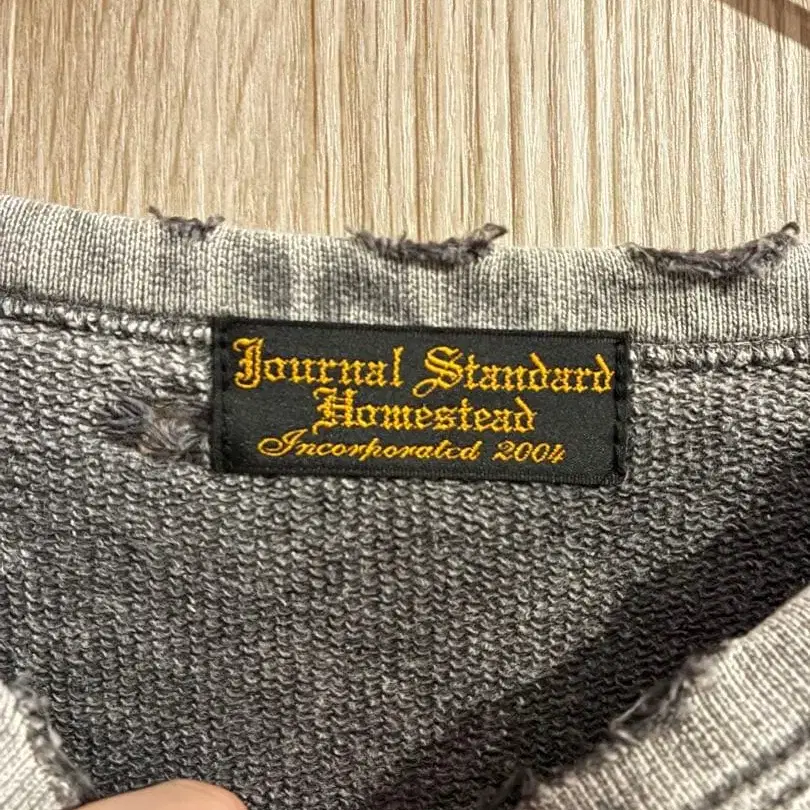 Journal Standard
Homestead
Incorporated 2004